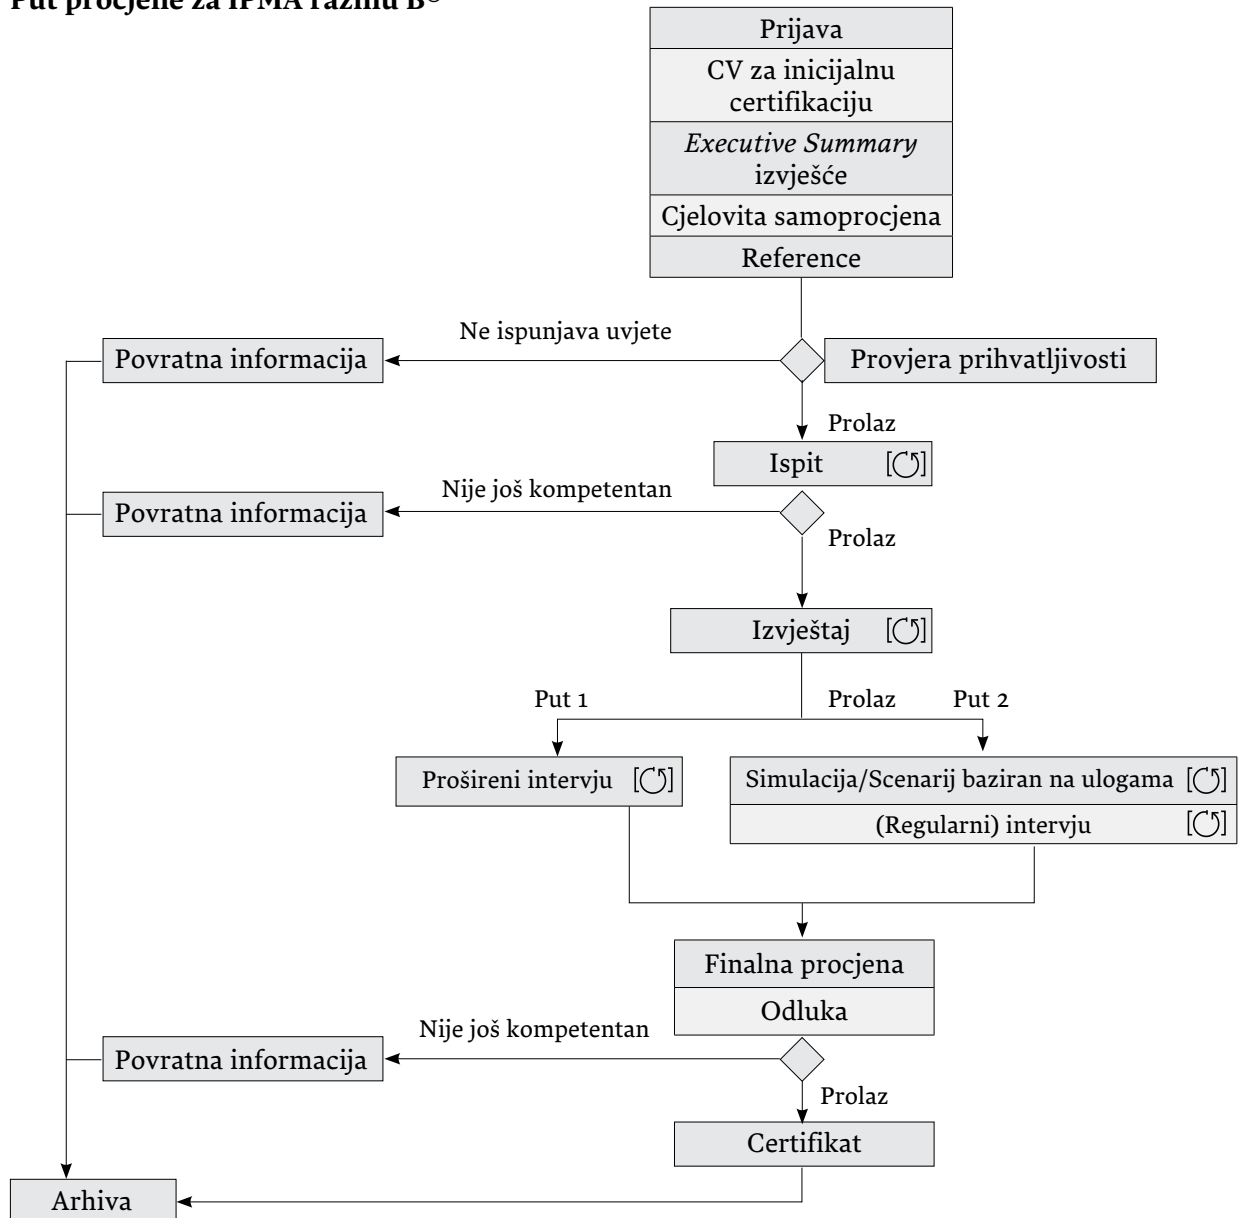 Put procjene za IPMA razinu B®
Prijava
CV za inicijalnu
certifikaciju
Executive Summary
izvješće
Cjelovita samoprocjena
Reference
Ne ispunjava uvjete
Povratna informacija
Provjera prihvatljivosti
Prolaz
Ispit
Nije još kompetentan
Povratna informacija
Prolaz
Izvještaj
Put 1
Prolaz
Put 2
Prošireni intervju
Simulacija/Scenarij baziran na ulogama
(Regularni) intervju
Finalna procjena
Odluka
Nije još kompetentan
Povratna informacija
Prolaz
Certifikat
Arhiva